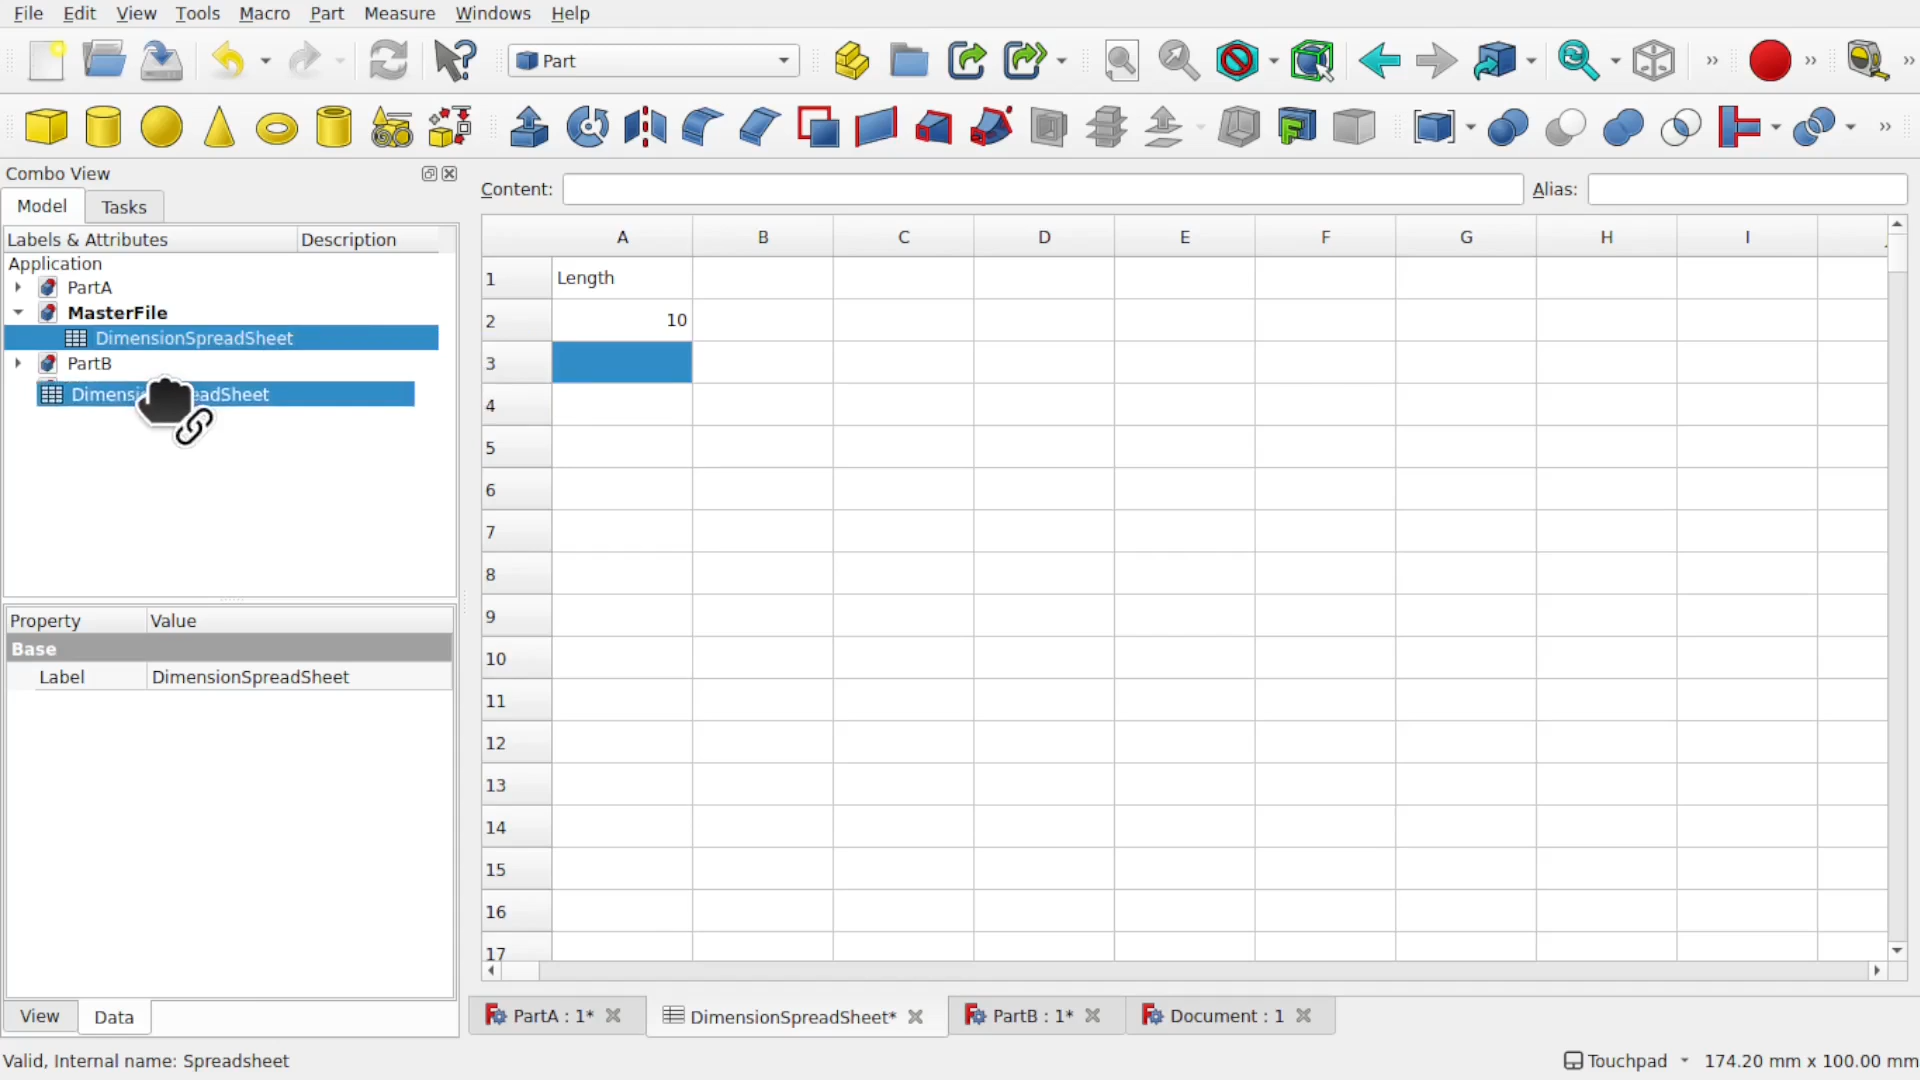 File Edit View Tools Macro Part Measure Windows Help
Part
Combo View
Model Tasks
Labels & Attributes Description
Application
PartA
MasterFile
DimensionSpreadSheet
PartB
Property Value
Base
Label DimensionSpreadSheet
View Data
Content: Alias:
A B C D E F G H I
1 Length
2 10
3
4
5
6
7
8
9
10
11
12
13
14
15
16
17
PartA : 1* DimensionSpreadSheet* PartB : 1* Document : 1
Valid, Internal name: Spreadsheet Touchpad 174.20 mm x 100.00 mm